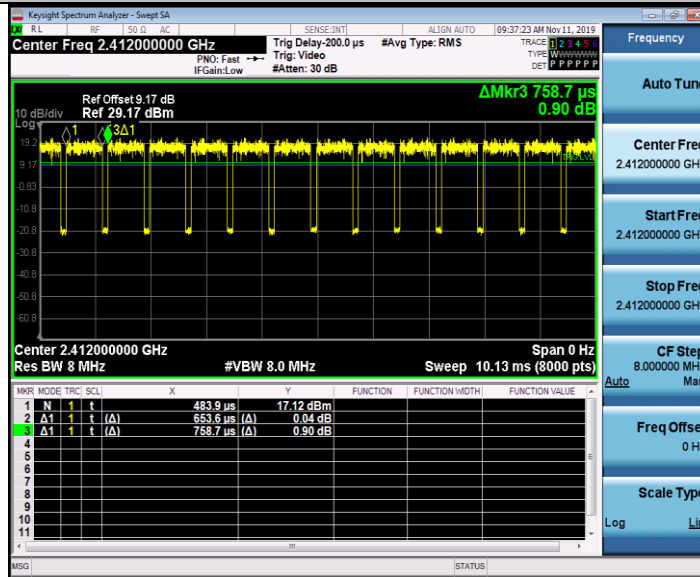 Keysight Spectrum Analyzer - Swept SA
RL RF 50 Ω AC SENSE:INT ALIGN AUTO 09:37:23 AM Nov 11, 2019
Center Freq 2.412000000 GHz
PNO: Fast
IFGain:Low
Trig Delay-200.0 µs
Trig: Video
#Atten: 30 dB
#Avg Type: RMS
TRACE 1 2 3 4 5 6
TYPE W
DET P P P P P P
Frequency
Ref Offset 9.17 dB
10 dB/div Ref 29.17 dBm
Log
ΔMkr3 758.7 µs
0.90 dB
1
3Δ1
19.2
9.17
-0.83
-10.8
-20.8
-30.8
-40.8
-50.8
-60.8
Center 2.412000000 GHz Span 0 Hz
Res BW 8 MHz #VBW 8.0 MHz Sweep 10.13 ms (8000 pts)
MKR MODE TRC SCL X Y FUNCTION FUNCTION WIDTH FUNCTION VALUE
1 N 1 t 483.9 µs 17.12 dBm
2 Δ1 1 t (Δ) 653.6 µs (Δ) 0.04 dB
3 Δ1 1 t (Δ) 758.7 µs (Δ) 0.90 dB
4
5
6
7
8
9
10
11
MSG STATUS
Auto Tune
Center Freq
2.412000000 GH
Start Freq
2.412000000 GH
Stop Freq
2.412000000 GH
CF Step
8.000000 MH
Auto Man
Freq Offse
0 H
Scale Type
Log Lin